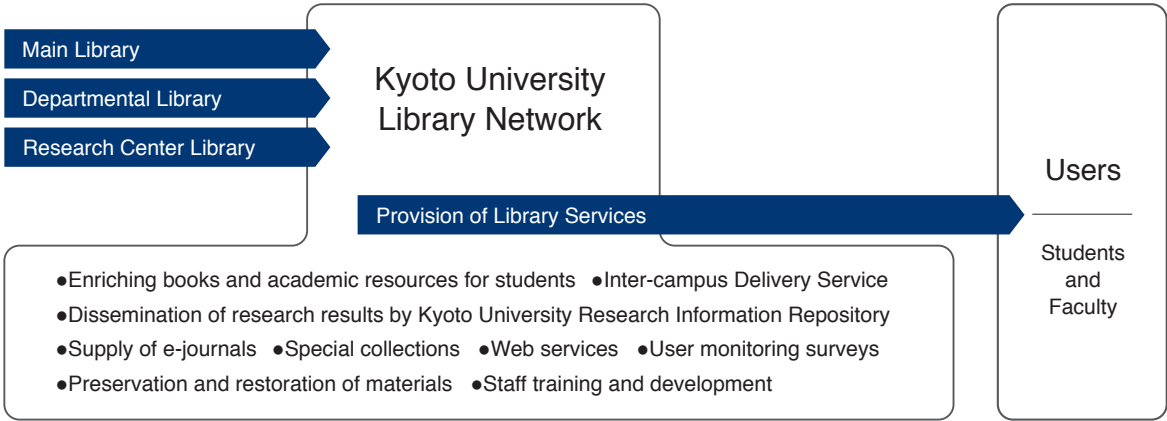 Main Library
Departmental Library
Research Center Library
Kyoto University
Library Network
Provision of Library Services
Users
Students
and
Faculty
●Enriching books and academic resources for students ●Inter-campus Delivery Service
●Dissemination of research results by Kyoto University Research Information Repository
●Supply of e-journals ●Special collections ●Web services ●User monitoring surveys
●Preservation and restoration of materials ●Staff training and development